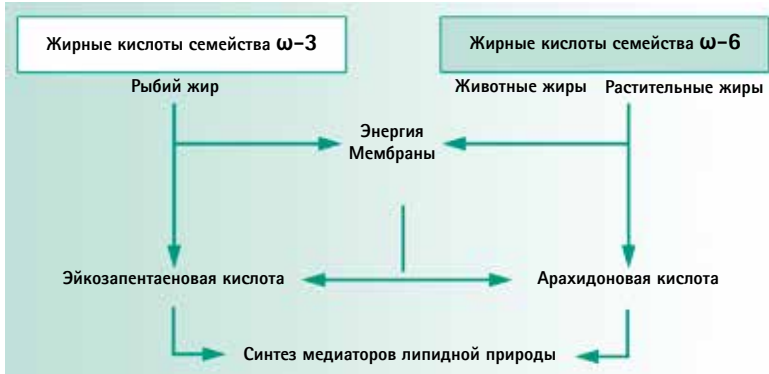 Жирные кислоты семейства ω-3
Жирные кислоты семейства ω-6
Рыбий жир
Животные жиры
Растительные жиры
Энергия
Мембраны
Эйкозапентаеновая кислота
Арахидоновая кислота
Синтез медиаторов липидной природы